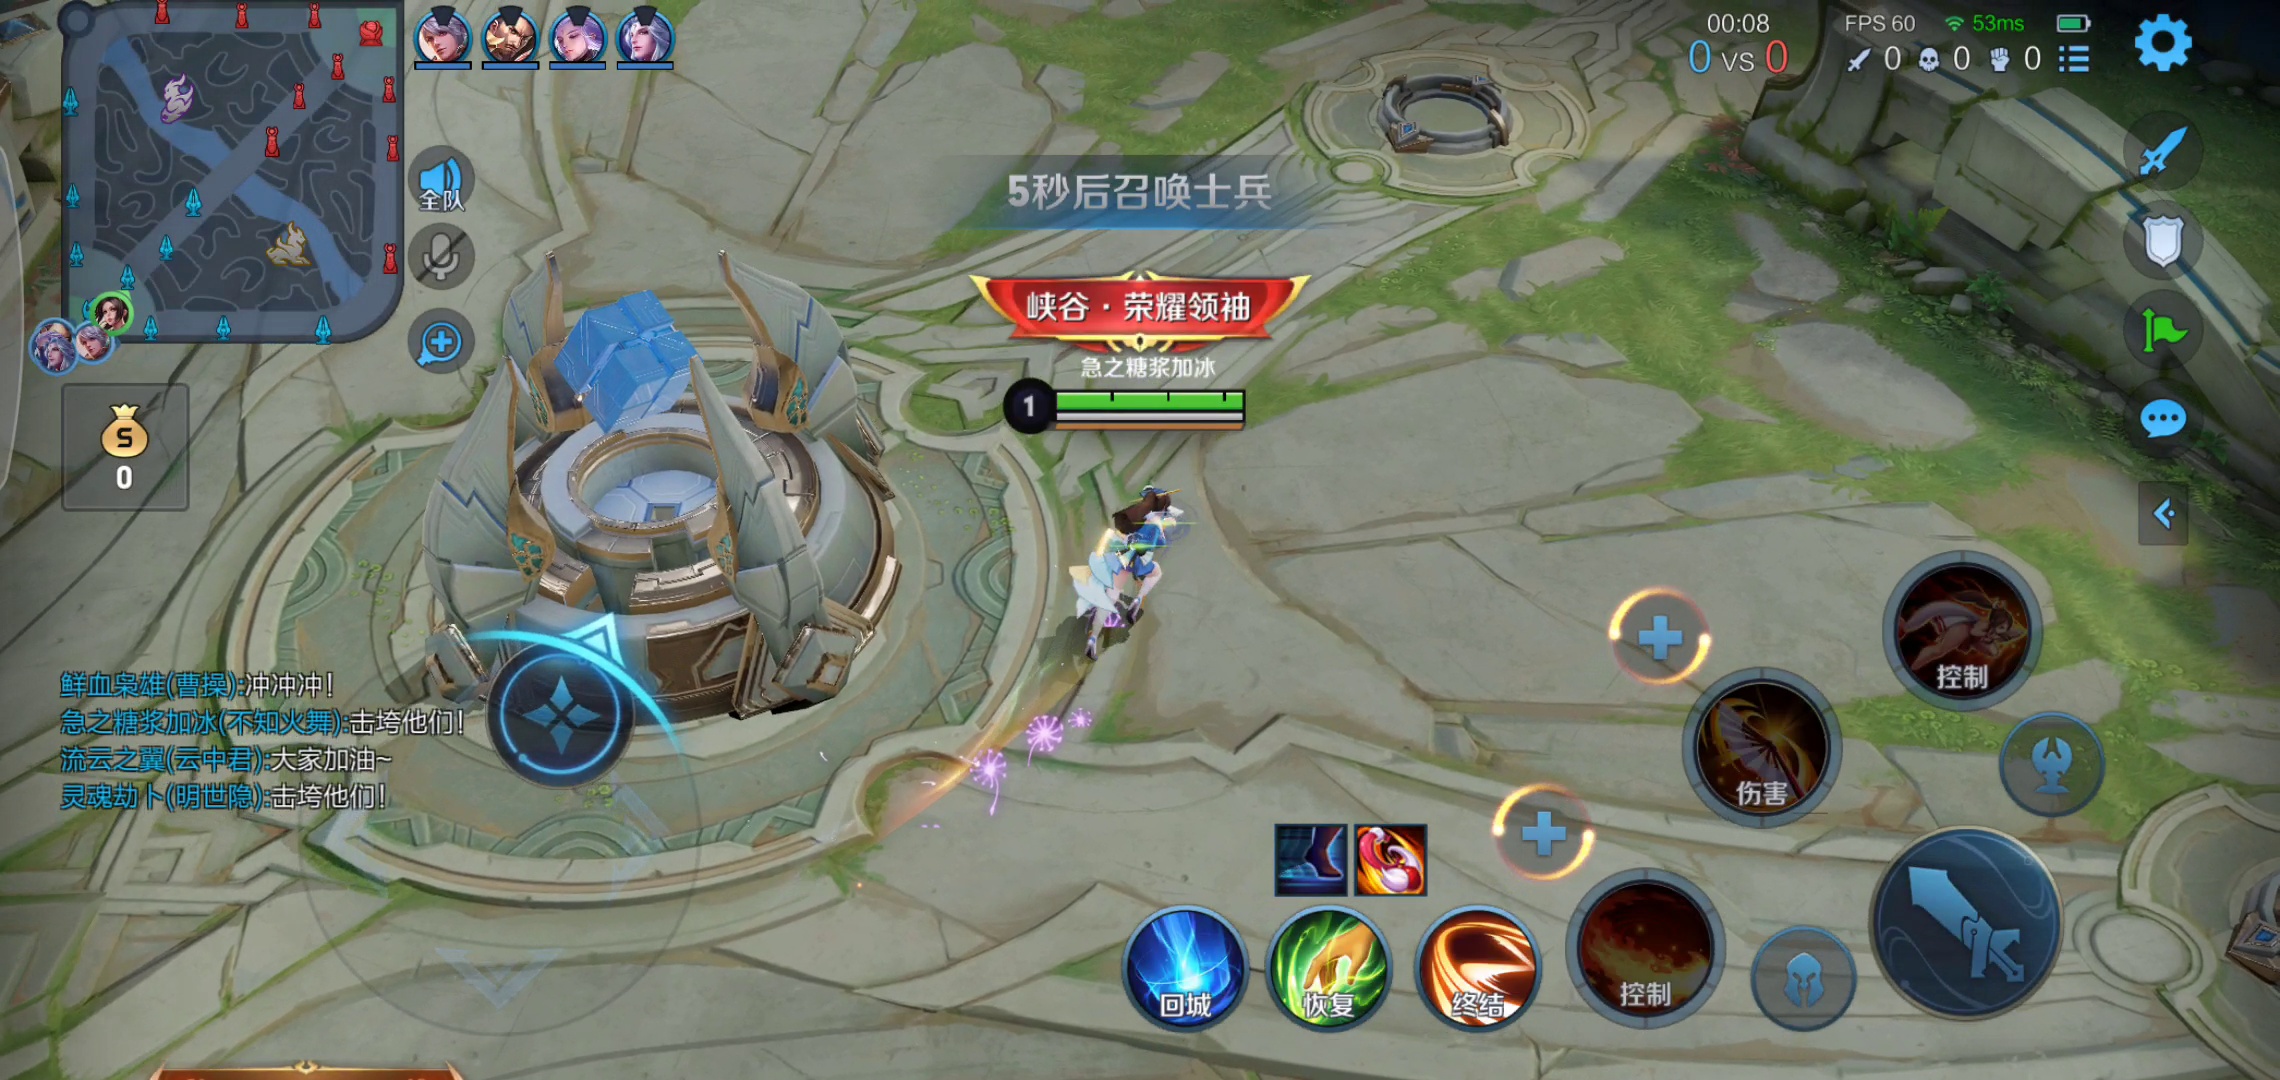 00:08
FPS 60
53ms
0 VS 0
0
0
0
全队
5秒后召唤士兵
峡谷·荣耀领袖
急之糖浆加冰
1
S
0
鲜血枭雄(曹操):冲冲冲!
急之糖浆加冰(不知火舞):击垮他们!
流云之翼(云中君):大家加油~
灵魂劫卜(明世隐):击垮他们!
控制
伤害
回城
恢复
终结
控制